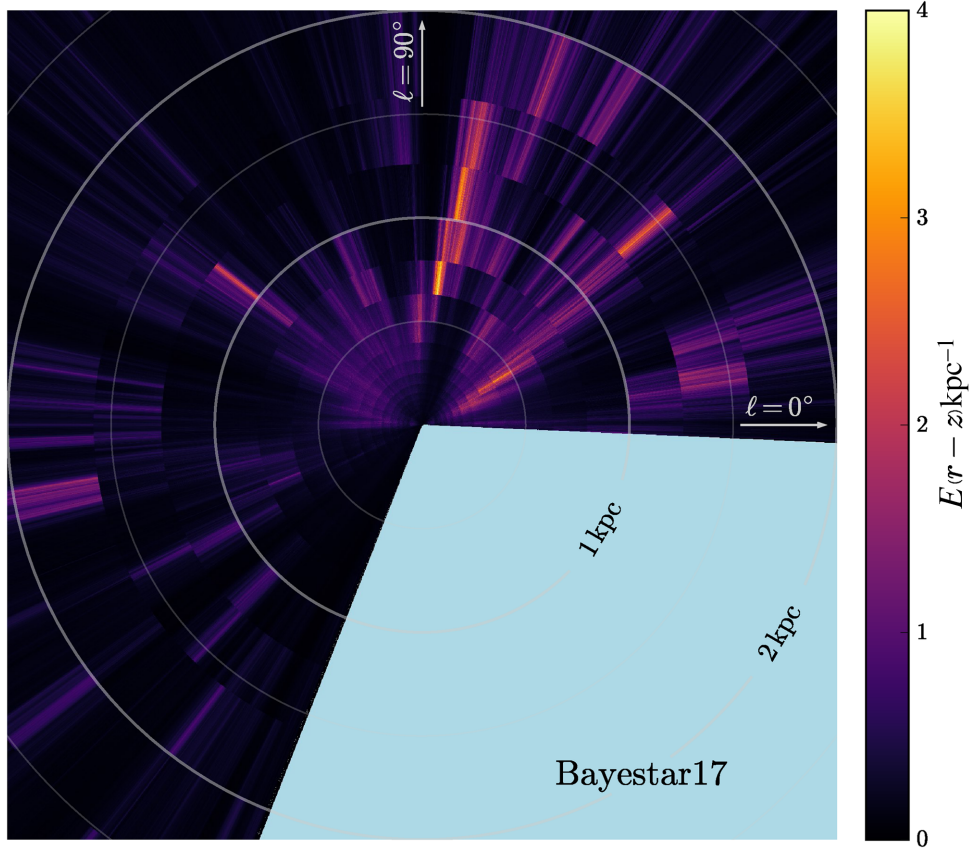 ℓ = 90°
ℓ = 0°
1 kpc
2 kpc
Bayestar17
4
3
2
1
0
E(r − z) kpc⁻¹